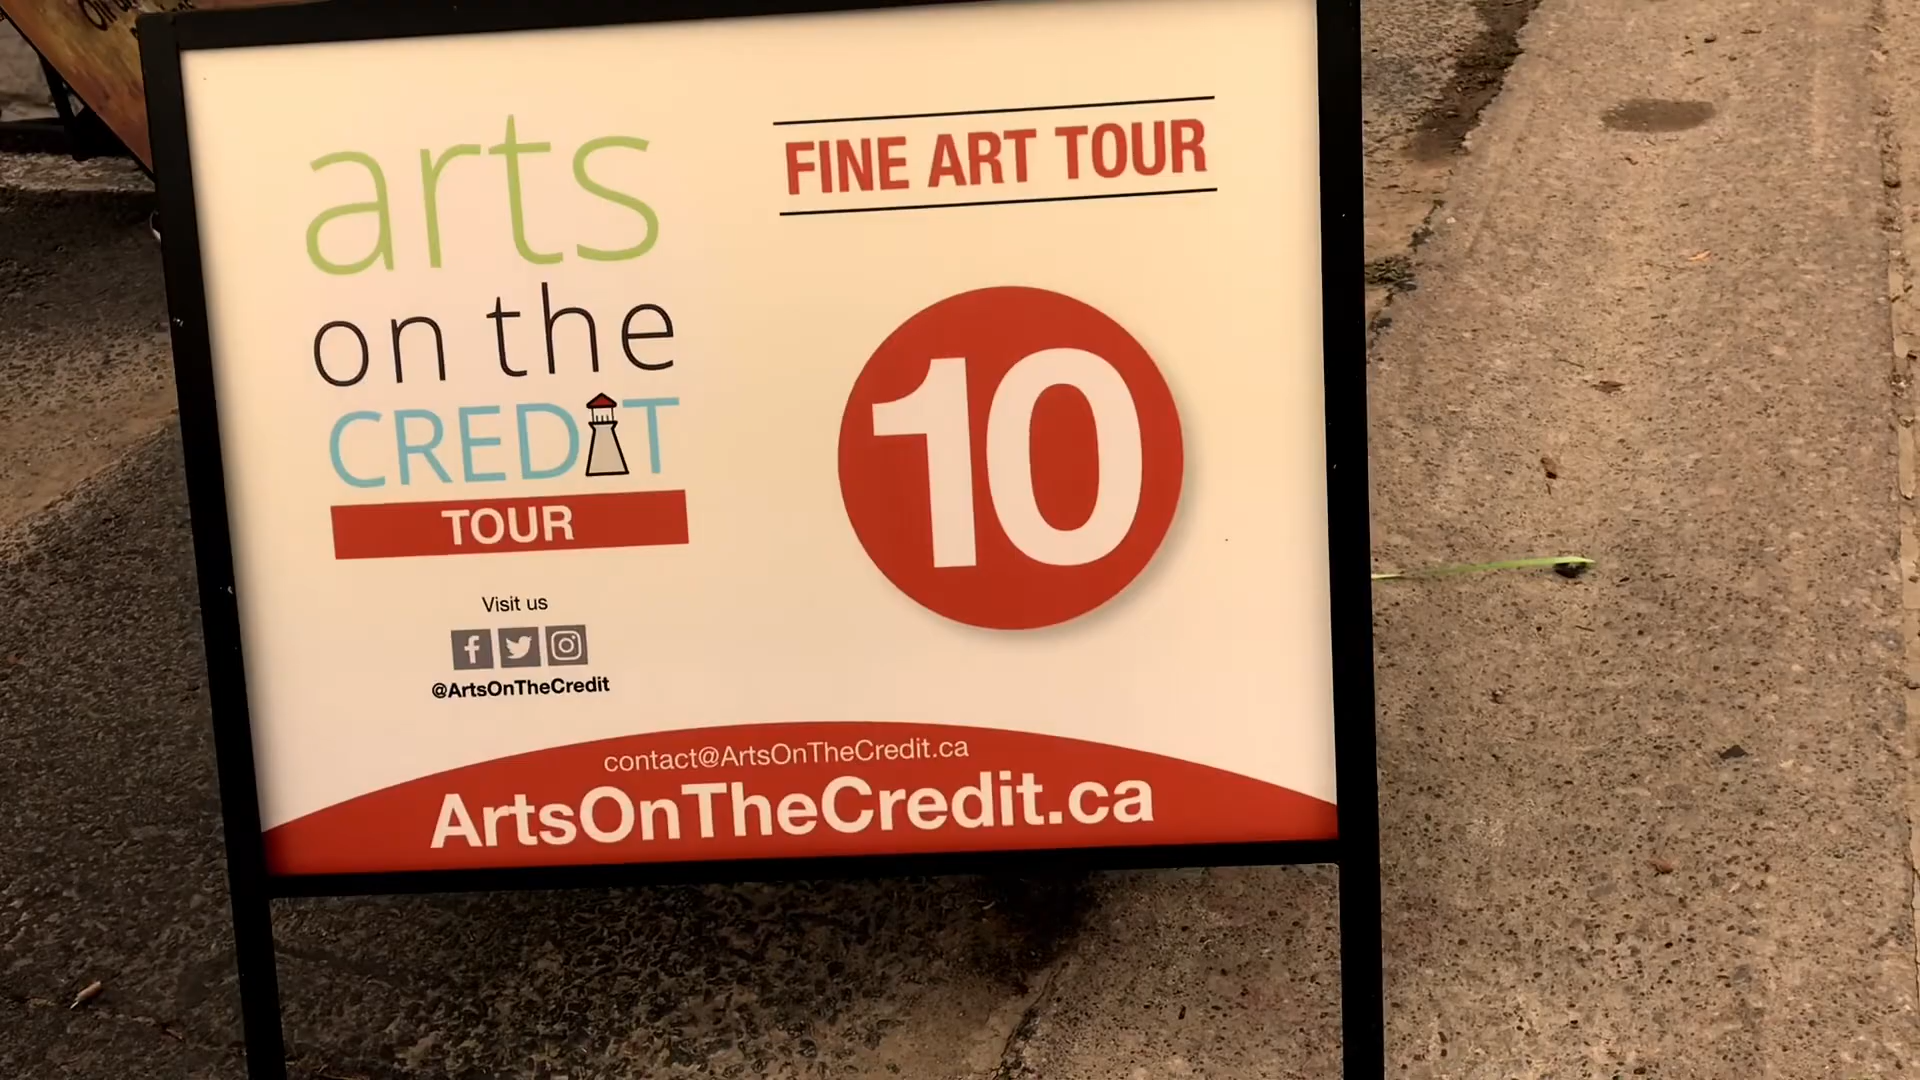 arts
on the
CREDIT
TOUR
Visit us
@ArtsOnTheCredit
FINE ART TOUR
10
contact@ArtsOnTheCredit.ca
ArtsOnTheCredit.ca